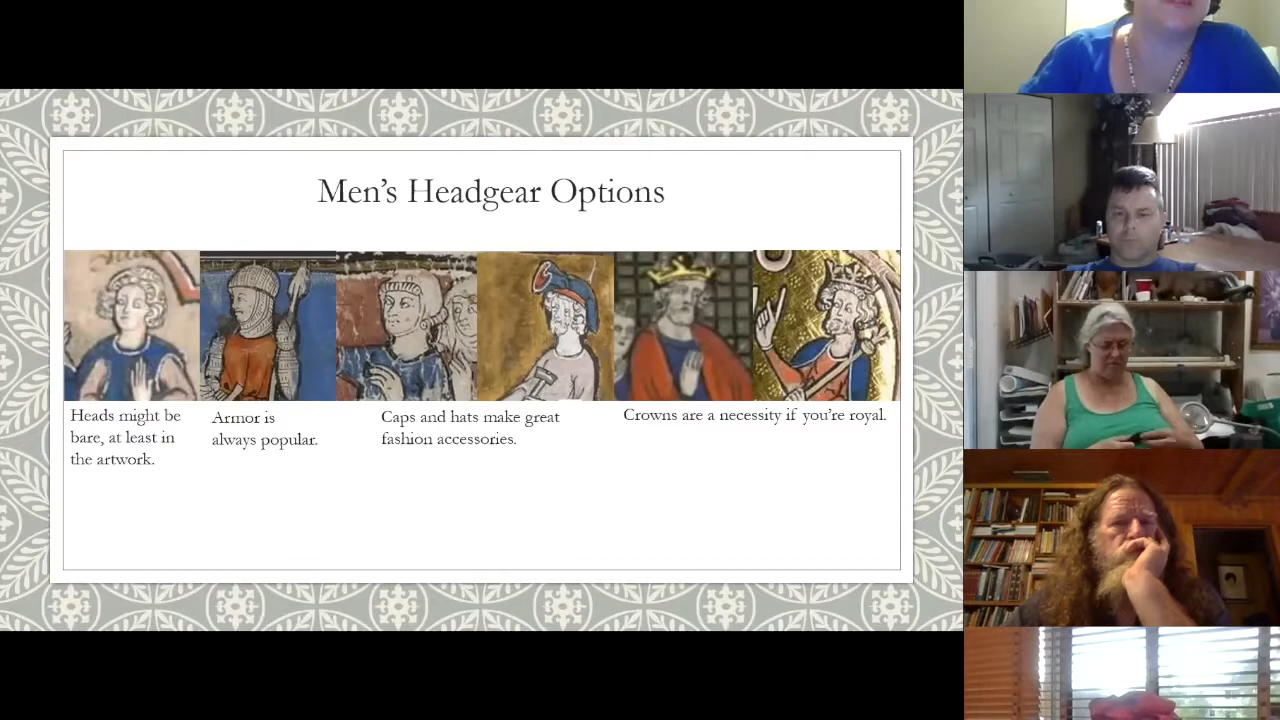 Men's Headgear Options
Heads might be
bare, at least in
the artwork.
Armor is
always popular.
Caps and hats make great
fashion accessories.
Crowns are a necessity if you're royal.